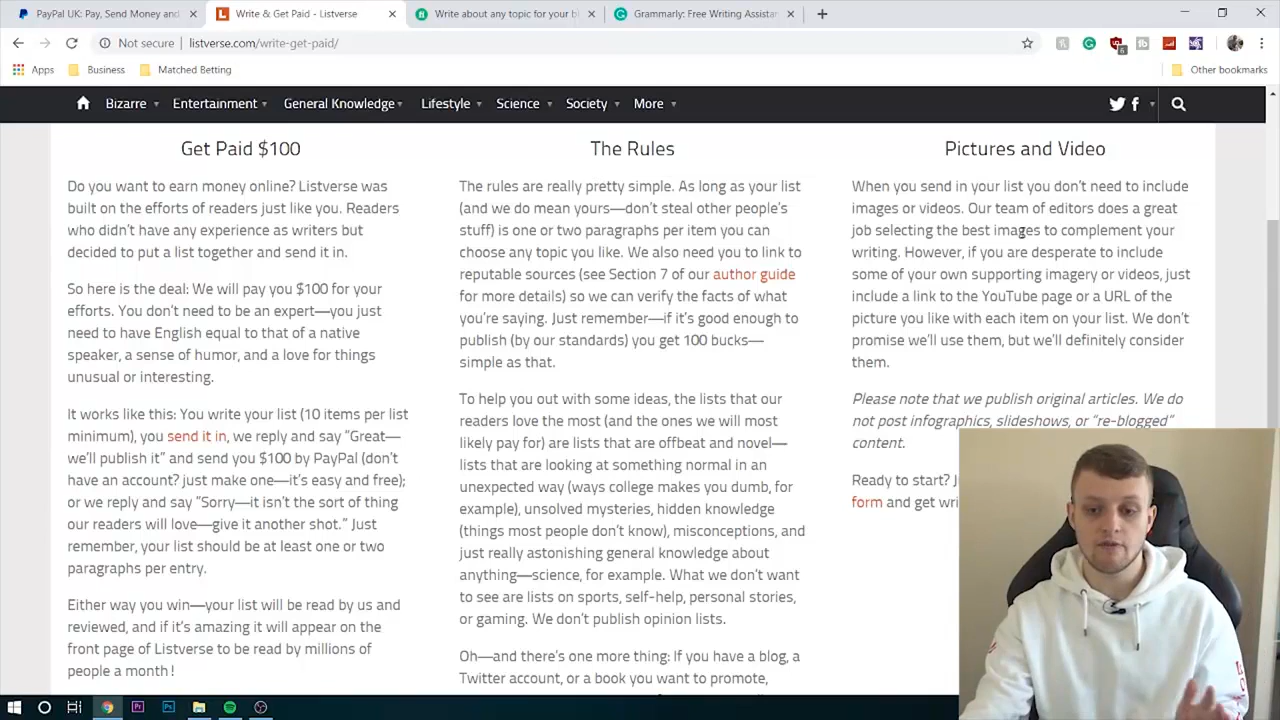 PayPal UK: Pay, Send Money and
Write & Get Paid - Listverse
Write about any topic for your b
Grammarly: Free Writing Assistan
Not secure
listverse.com/write-get-paid/
Apps
Business
Matched Betting
Other bookmarks
Bizarre
Entertainment
General Knowledge
Lifestyle
Science
Society
More
Get Paid $100
Do you want to earn money online? Listverse was
built on the efforts of readers just like you. Readers
who didn't have any experience as writers but
decided to put a list together and send it in.
So here is the deal: We will pay you $100 for your
efforts. You don't need to be an expert—you just
need to have English equal to that of a native
speaker, a sense of humor, and a love for things
unusual or interesting.
It works like this: You write your list (10 items per list
minimum), you send it in, we reply and say “Great—
we'll publish it” and send you $100 by PayPal (don't
have an account? just make one—it's easy and free);
or we reply and say “Sorry—it isn't the sort of thing
our readers will love—give it another shot.” Just
remember, your list should be at least one or two
paragraphs per entry.
Either way you win—your list will be read by us and
reviewed, and if it's amazing it will appear on the
front page of Listverse to be read by millions of
people a month!
The Rules
The rules are really pretty simple. As long as your list
(and we do mean yours—don't steal other people's
stuff) is one or two paragraphs per item you can
choose any topic you like. We also need you to link to
reputable sources (see Section 7 of our author guide
for more details) so we can verify the facts of what
you're saying. Just remember—if it's good enough to
publish (by our standards) you get 100 bucks—
simple as that.
To help you out with some ideas, the lists that our
readers love the most (and the ones we will most
likely pay for) are lists that are offbeat and novel—
lists that are looking at something normal in an
unexpected way (ways college makes you dumb, for
example), unsolved mysteries, hidden knowledge
(things most people don't know), misconceptions, and
just really astonishing general knowledge about
anything—science, for example. What we don't want
to see are lists on sports, self-help, personal stories,
or gaming. We don't publish opinion lists.
Oh—and there's one more thing: If you have a blog, a
Twitter account, or a book you want to promote,
Pictures and Video
When you send in your list you don't need to include
images or videos. Our team of editors does a great
job selecting the best images to complement your
writing. However, if you are desperate to include
some of your own supporting imagery or videos, just
include a link to the YouTube page or a URL of the
picture you like with each item on your list. We don't
promise we'll use them, but we'll definitely consider
them.
Please note that we publish original articles. We do
not post infographics, slideshows, or “re-blogged”
content.
Ready to start?
form and get